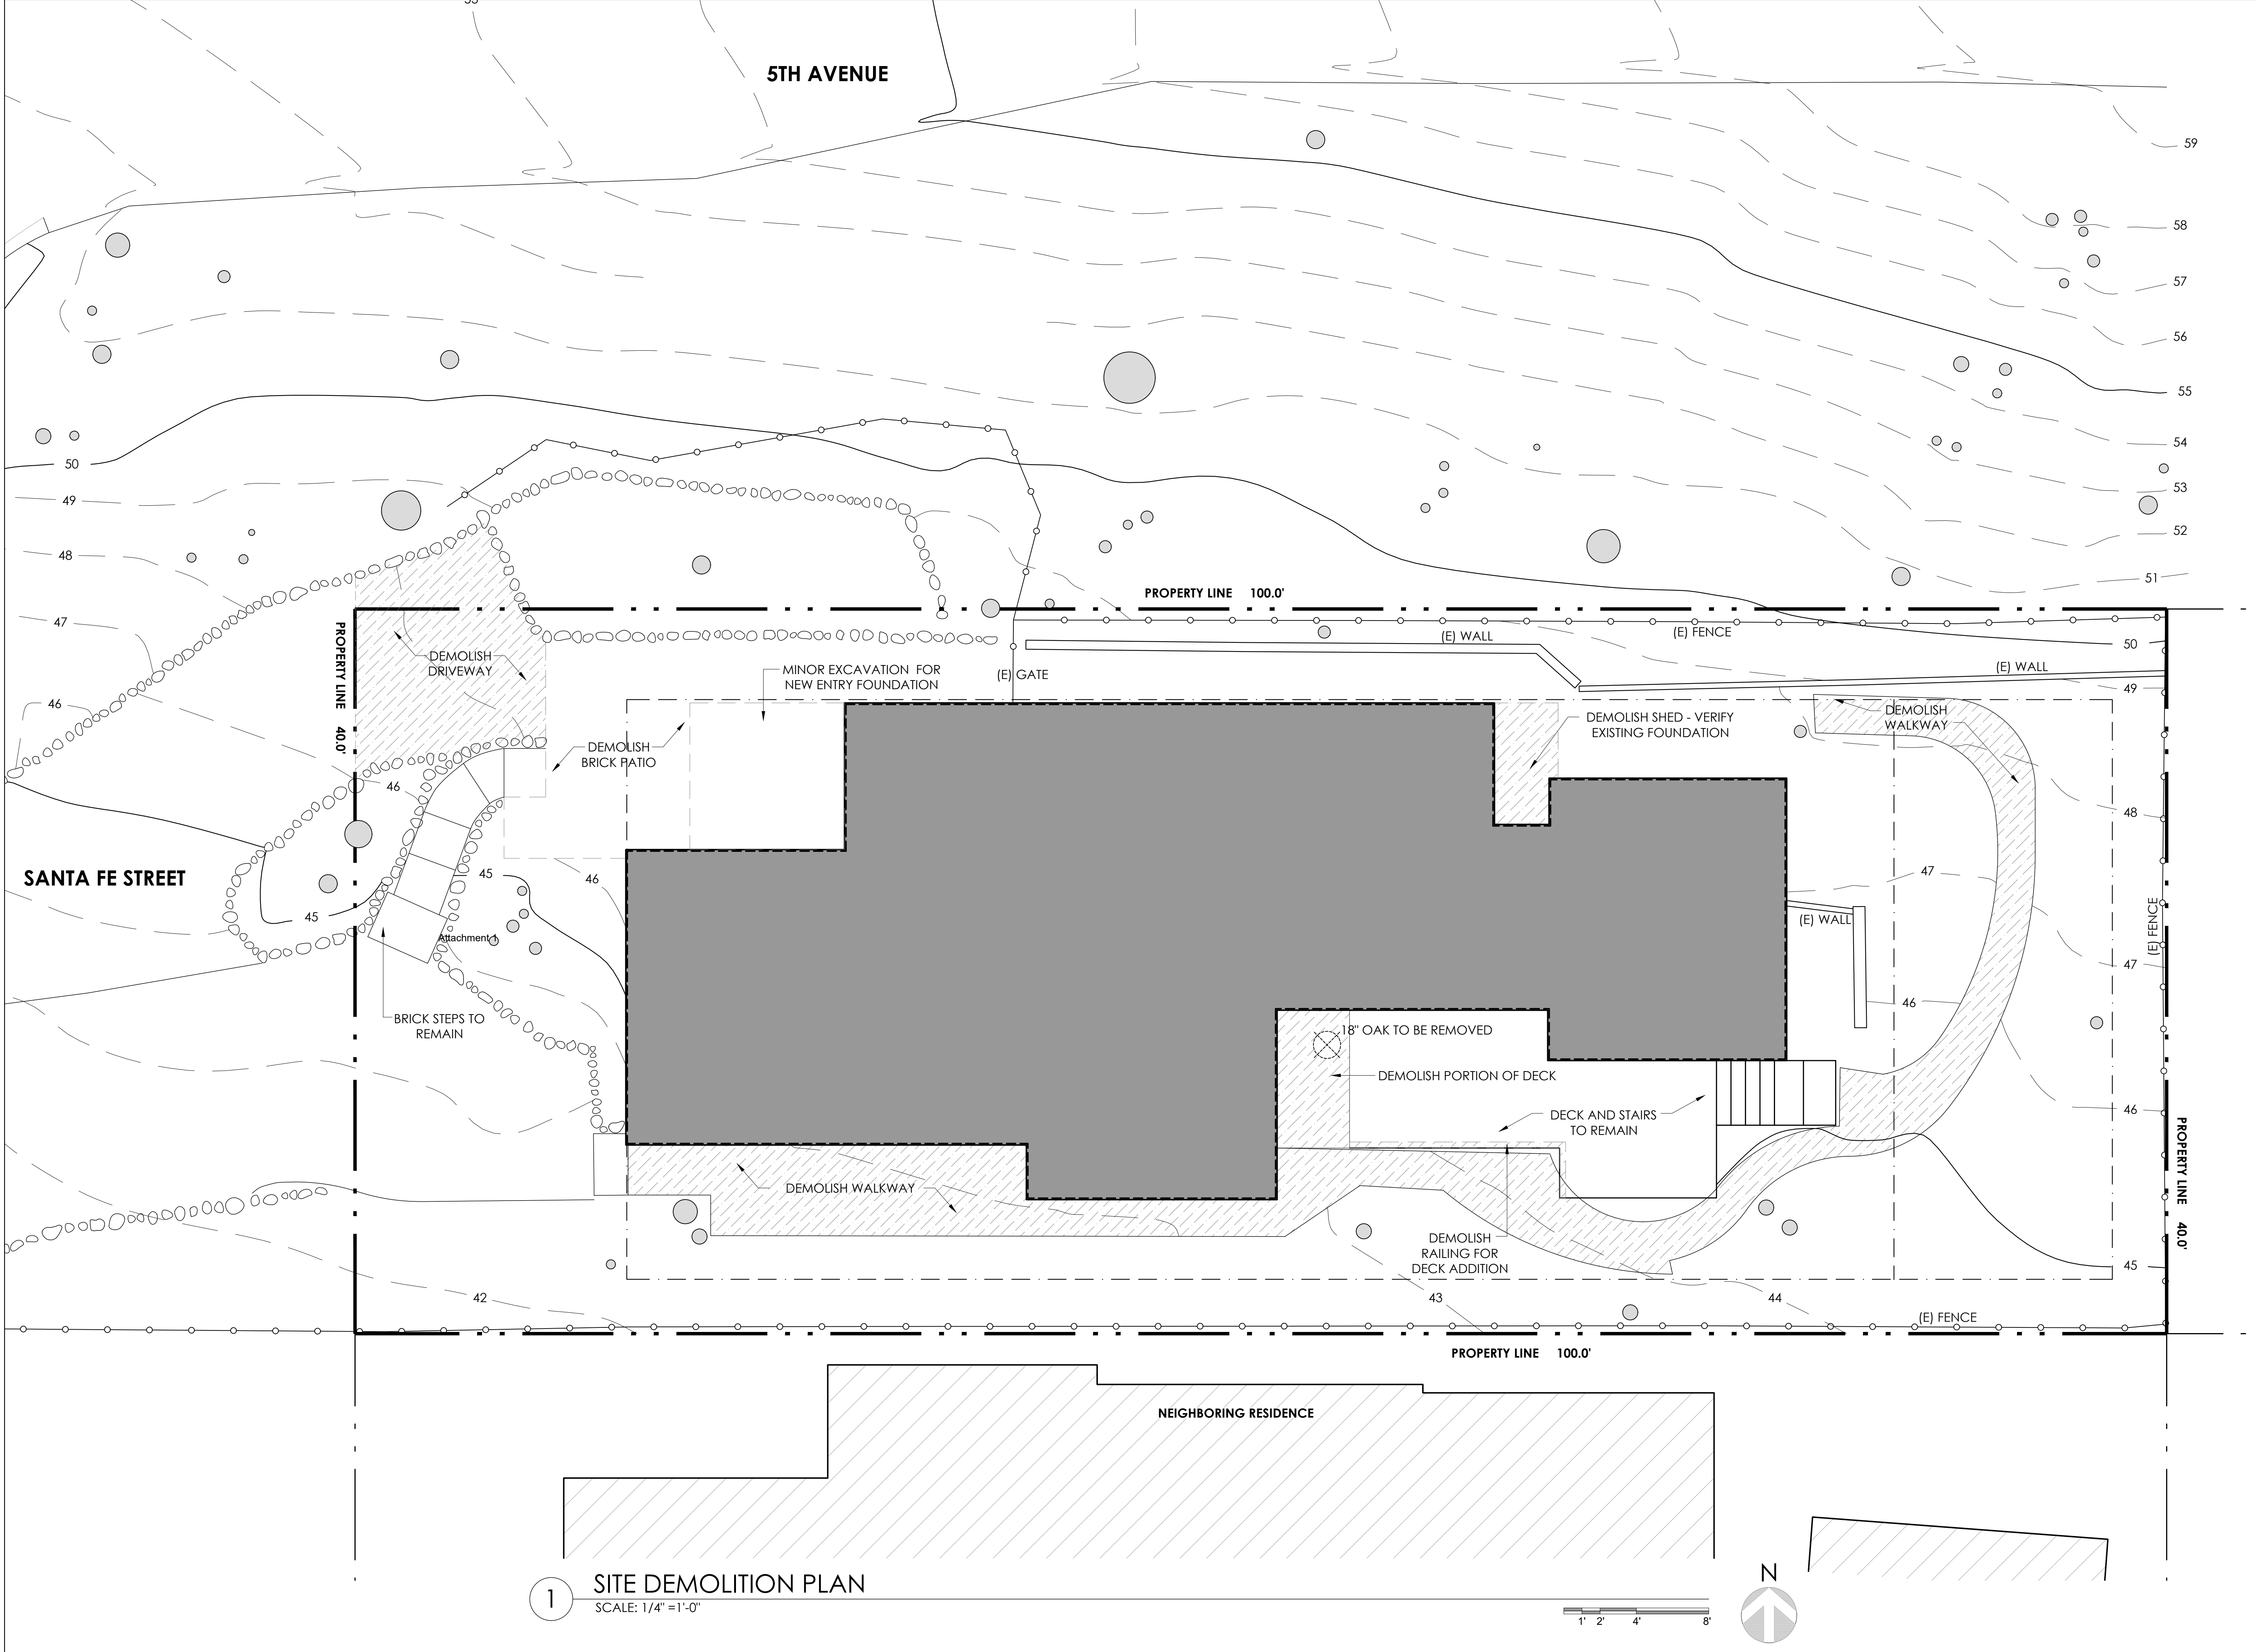 55
5TH AVENUE
59
58
57
56
55
54
50
53
49
52
48
51
PROPERTY LINE 100.0'
47
(E) WALL
(E) FENCE
50
PROPERTY LINE 40.0'
DEMOLISH
DRIVEWAY
MINOR EXCAVATION FOR
NEW ENTRY FOUNDATION
(E) GATE
(E) WALL
49
46
DEMOLISH SHED - VERIFY
EXISTING FOUNDATION
DEMOLISH
WALKWAY
DEMOLISH
BRICK PATIO
46
48
SANTA FE STREET
45
46
47
45
(E) WALL
(E) FENCE
Attachment 1
47
46
BRICK STEPS TO
REMAIN
18" OAK TO BE REMOVED
DEMOLISH PORTION OF DECK
DECK AND STAIRS
TO REMAIN
46
PROPERTY LINE 40.0'
DEMOLISH WALKWAY
DEMOLISH
RAILING FOR
DECK ADDITION
45
42
43
44
(E) FENCE
PROPERTY LINE 100.0'
NEIGHBORING RESIDENCE
N
1
SITE DEMOLITION PLAN
SCALE: 1/4" =1'-0"
1' 2' 4' 8'